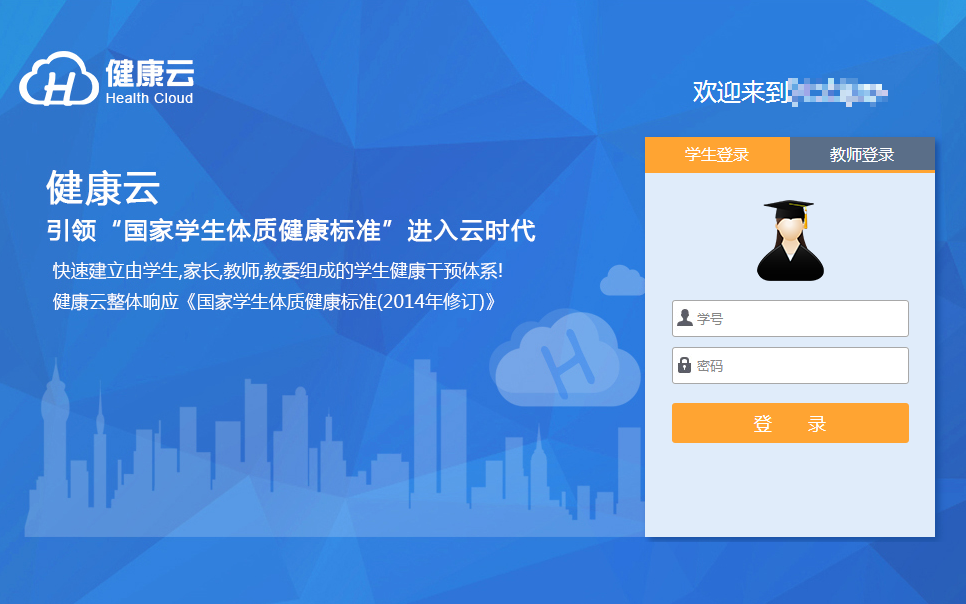 健康云
Health Cloud
欢迎来到
学生登录
教师登录
健康云
引领“国家学生体质健康标准”进入云时代
快速建立由学生,家长,教师,教委组成的学生健康干预体系!
健康云整体响应《国家学生体质健康标准(2014年修订)》
学号
密码
登 录